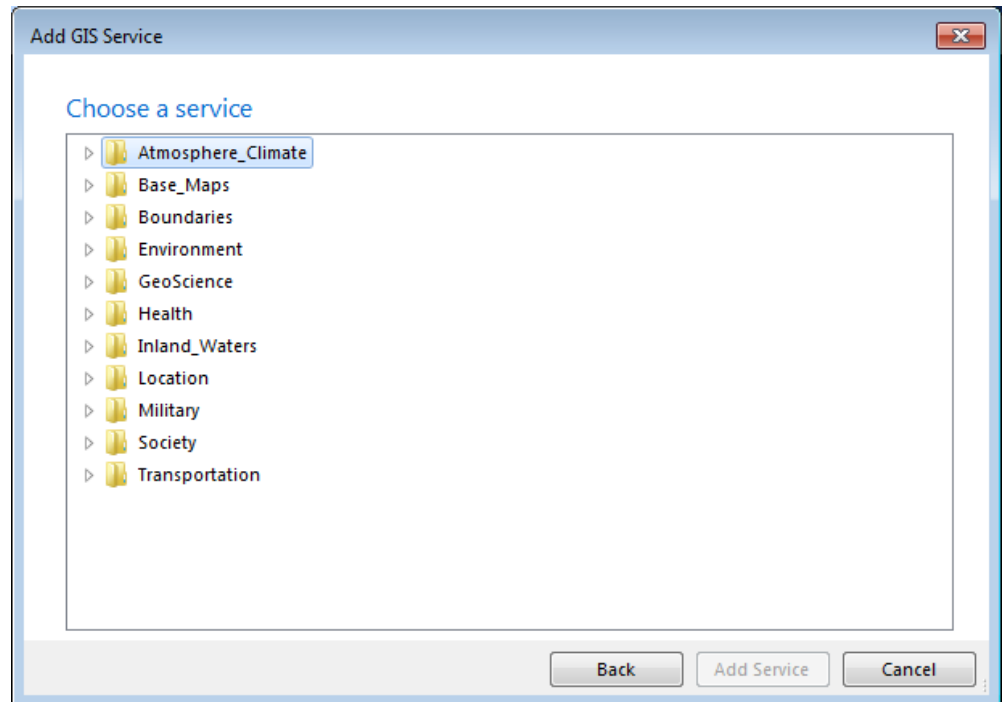 Add GIS Service
Choose a service
Atmosphere_Climate
Base_Maps
Boundaries
Environment
GeoScience
Health
Inland_Waters
Location
Military
Society
Transportation
Back Add Service Cancel